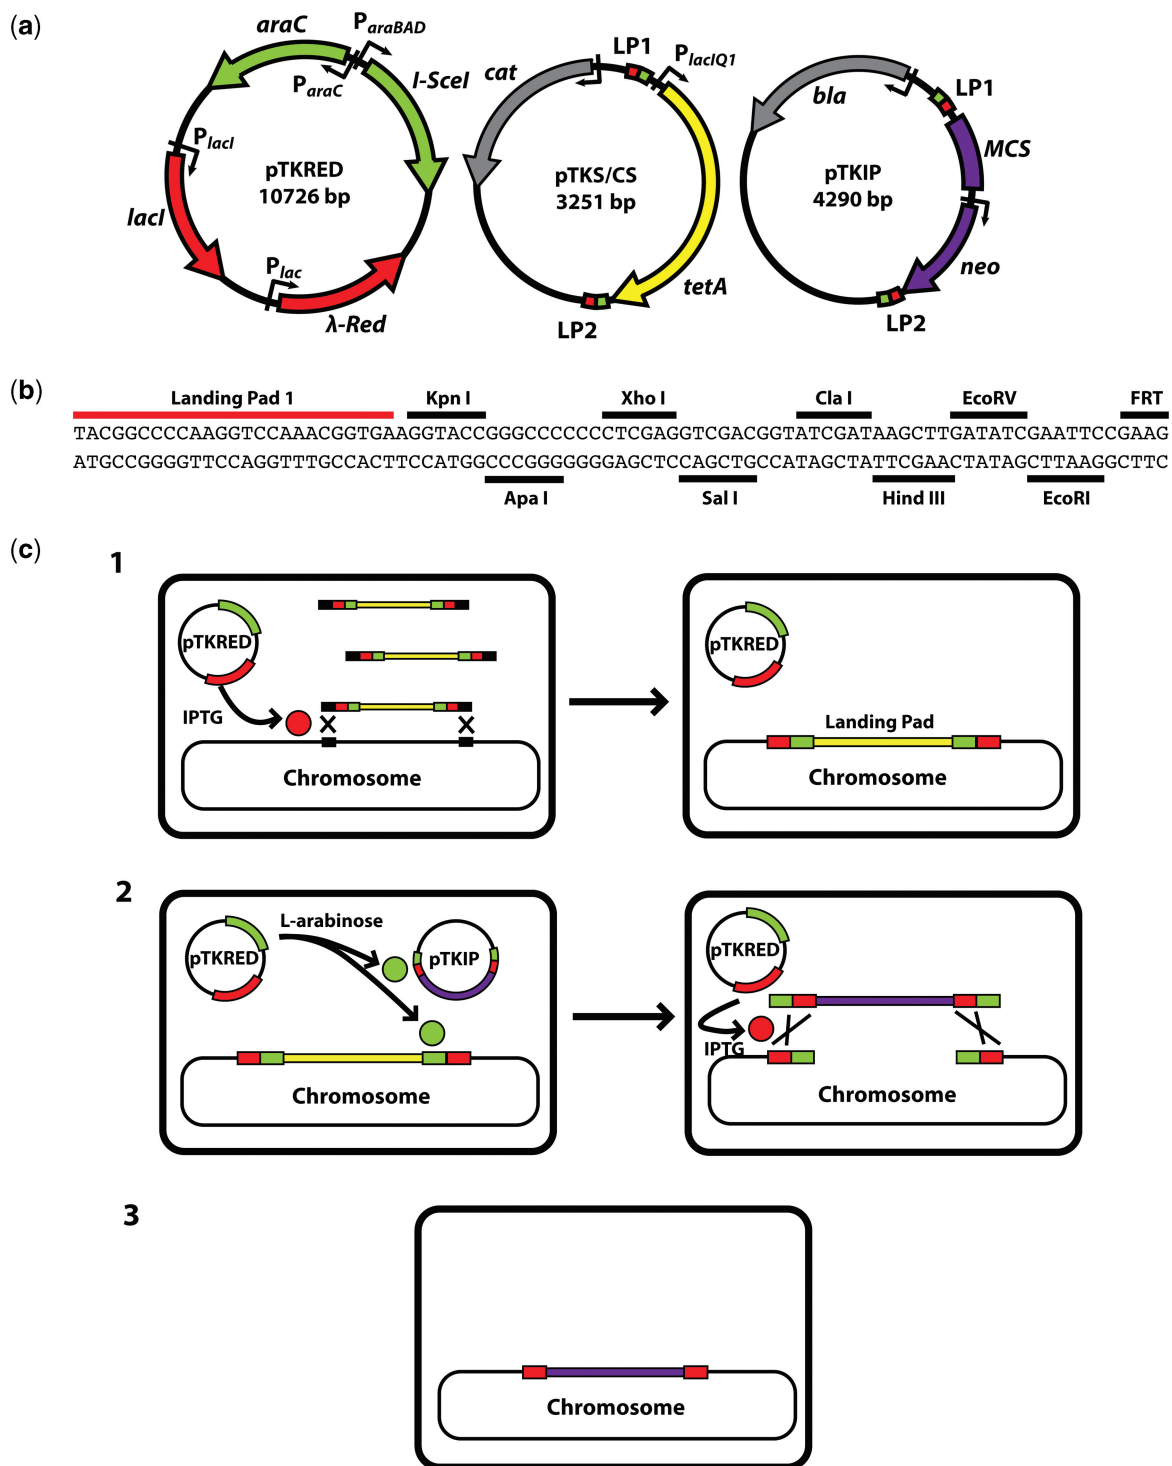 (a)
araC
ParaBAD
ParaC
I-SceI
PlacI
pTKRED
10726 bp
lacI
Plac
λ-Red
cat
LP1
PlacIQ1
pTKS/CS
3251 bp
tetA
LP2
bla
LP1
MCS
pTKIP
4290 bp
neo
LP2
(b)
Landing Pad 1 Kpn I Xho I Cla I EcoRV FRT
TACGGCCCCAAGGTCCAAACGGTGAAGGTACCGGGCCCCCCCTCGAGGTCGACGGTATCGATAAGCTTGATATCGAATTCCGAAG
ATGCCGGGGTTCCAGGTTTGCCACTTCCATGGCCCGGGGGGGAGCTCCAGCTGCCATAGCTATTCGAACTATAGCTTAAGGCTTC
Apa I Sal I Hind III EcoRI
(c)
1
pTKRED
IPTG
Chromosome
pTKRED
Landing Pad
Chromosome
2
pTKRED
L-arabinose
pTKIP
Chromosome
pTKRED
IPTG
Chromosome
3
Chromosome